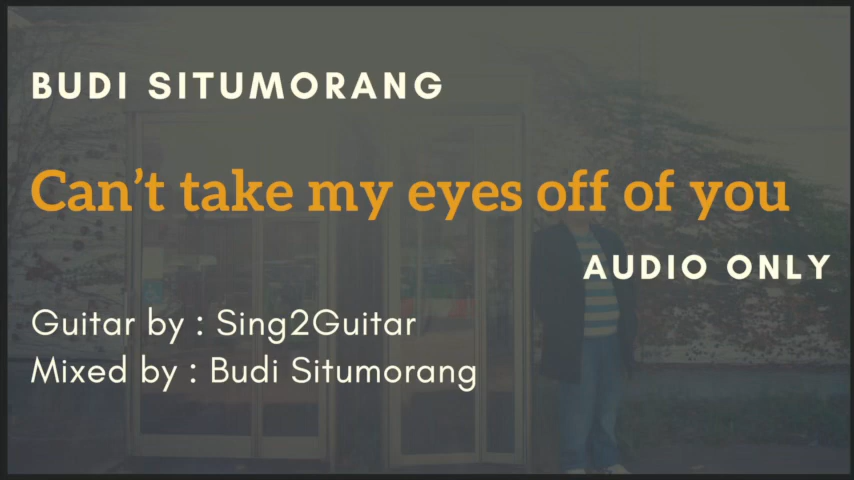 BUDI SITUMORANG
Can't take my eyes off of you
AUDIO ONLY
Guitar by : Sing2Guitar
Mixed by : Budi Situmorang